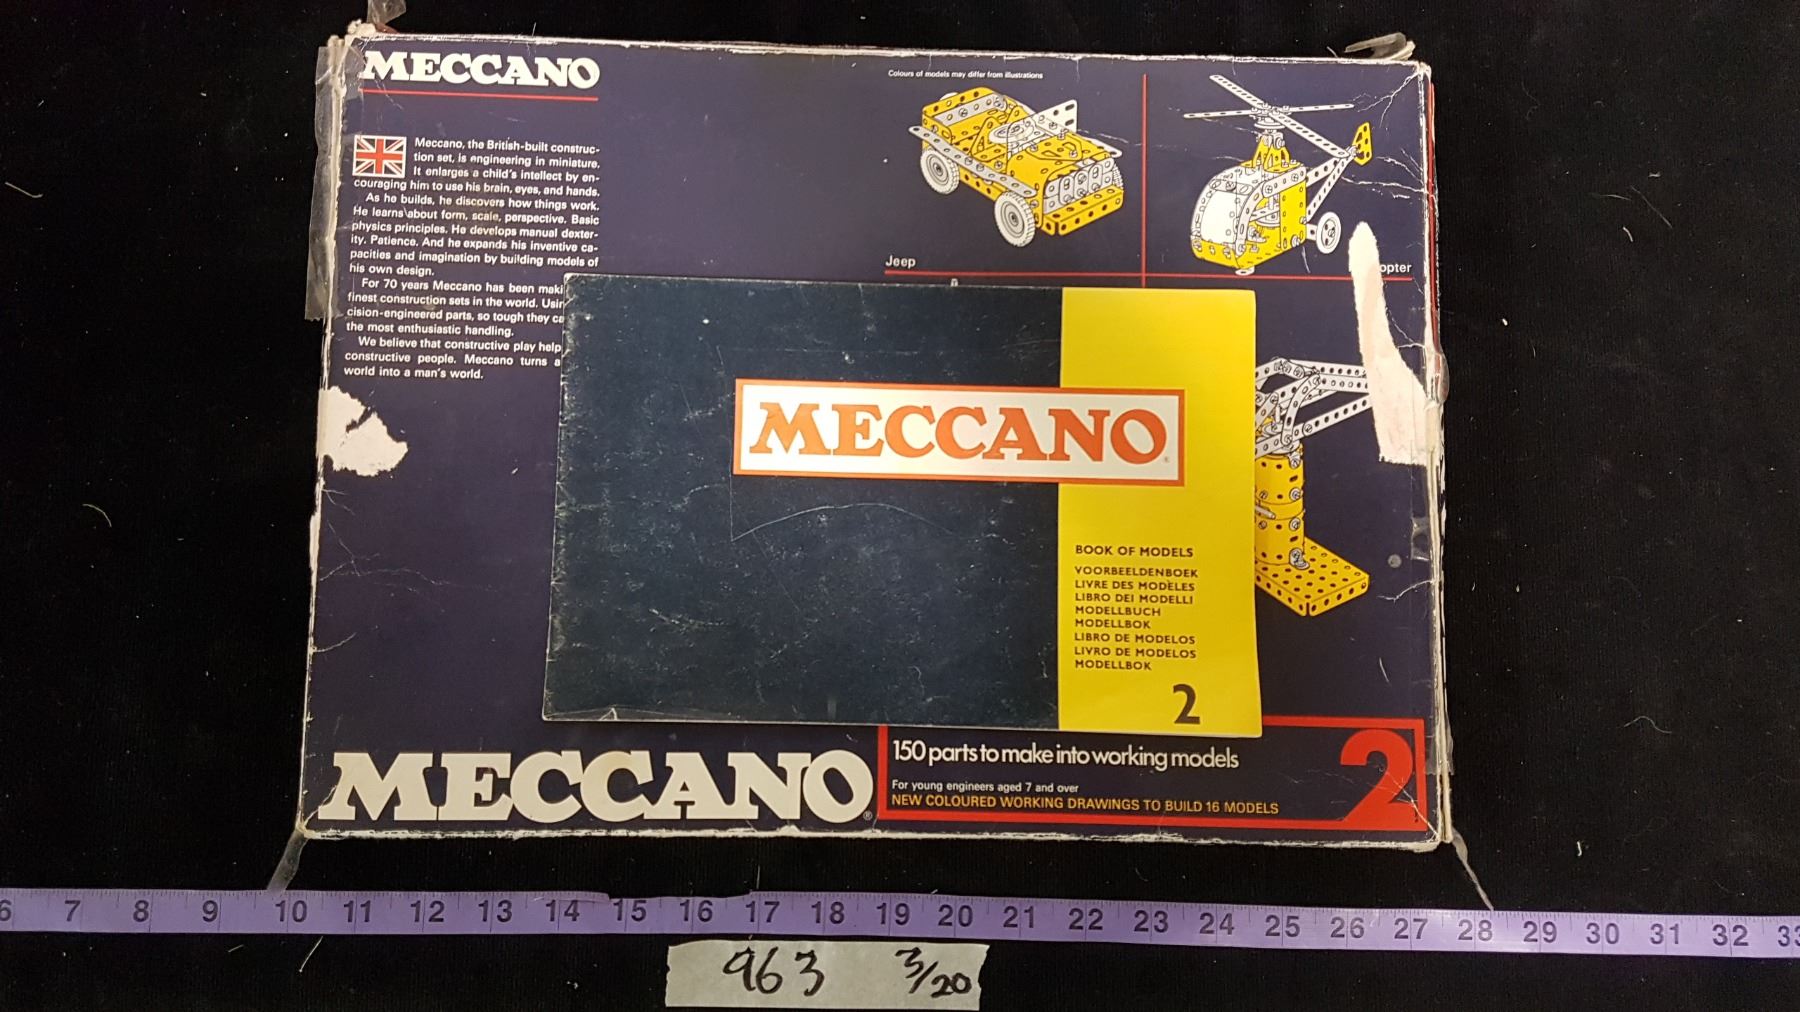 MECCANO
Meccano, the British-built construc-
tion set, is engineering in miniature.
It enlarges a child's intellect by en-
couraging him to use his brain, eyes, and hands.
As he builds, he discovers how things work.
He learns about form, scale, perspective. Basic
physics principles. He develops manual dexter-
ity. Patience. And he expands his inventive ca-
pacities and imagination by building models of
his own design.
For 70 years Meccano has been maki
finest construction sets in the world. Usin
cision-engineered parts, so tough they ca
the most enthusiastic handling.
We believe that constructive play help
constructive people. Meccano turns a
world into a man's world.
Colours of models may differ from illustrations
Jeep
opter
MECCANO
BOOK OF MODELS
VOORBEELDENBOEK
LIVRE DES MODÈLES
LIBRO DEI MODELLI
MODELLBUCH
MODELLBOK
LIBRO DE MODELOS
LIVRO DE MODELOS
MODELLBOK
2
MECCANO®
150 parts to make into working models
For young engineers aged 7 and over
NEW COLOURED WORKING DRAWINGS TO BUILD 16 MODELS
2
6 7 8 9 10 11 12 13 14 15 16 17 18 19 20 21 22 23 24 25 26 27 28 29 30 31 32 33
963 3/20